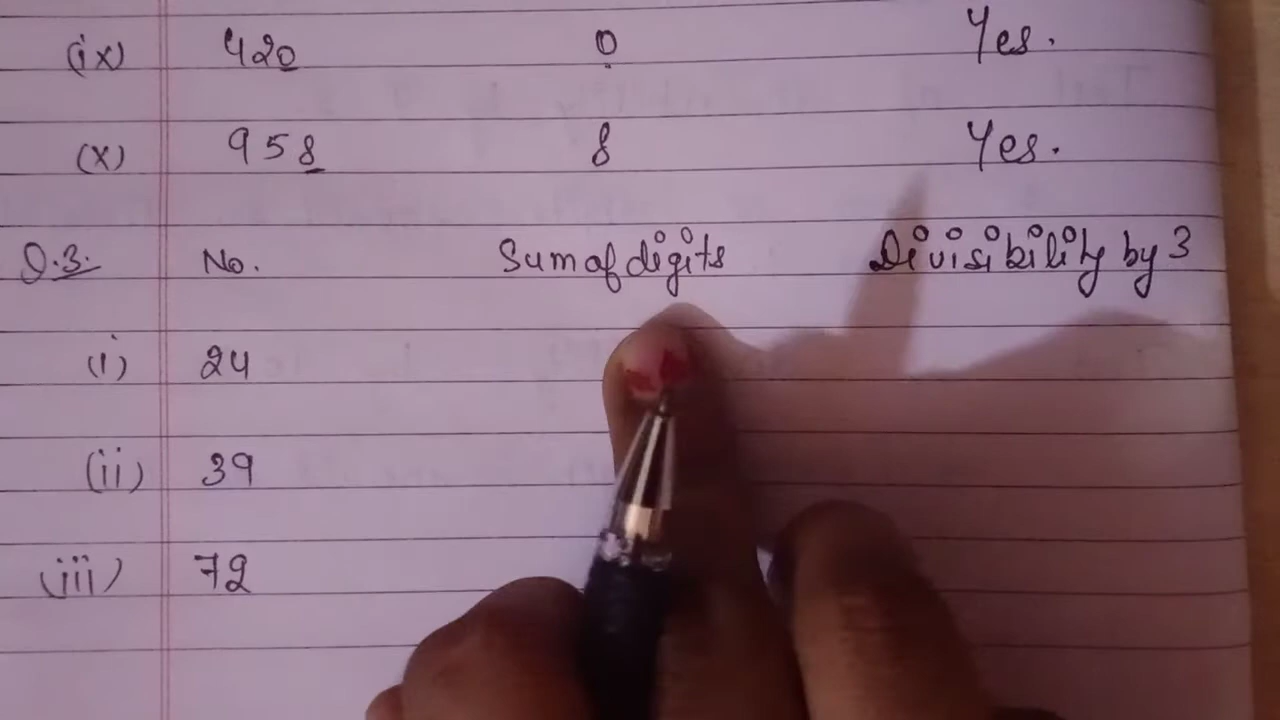 (ix) 420 0 Yes.
(x) 958 8 Yes.
Q.3. No. Sum of digits Divisibility by 3
(i) 24
(ii) 39
(iii) 72